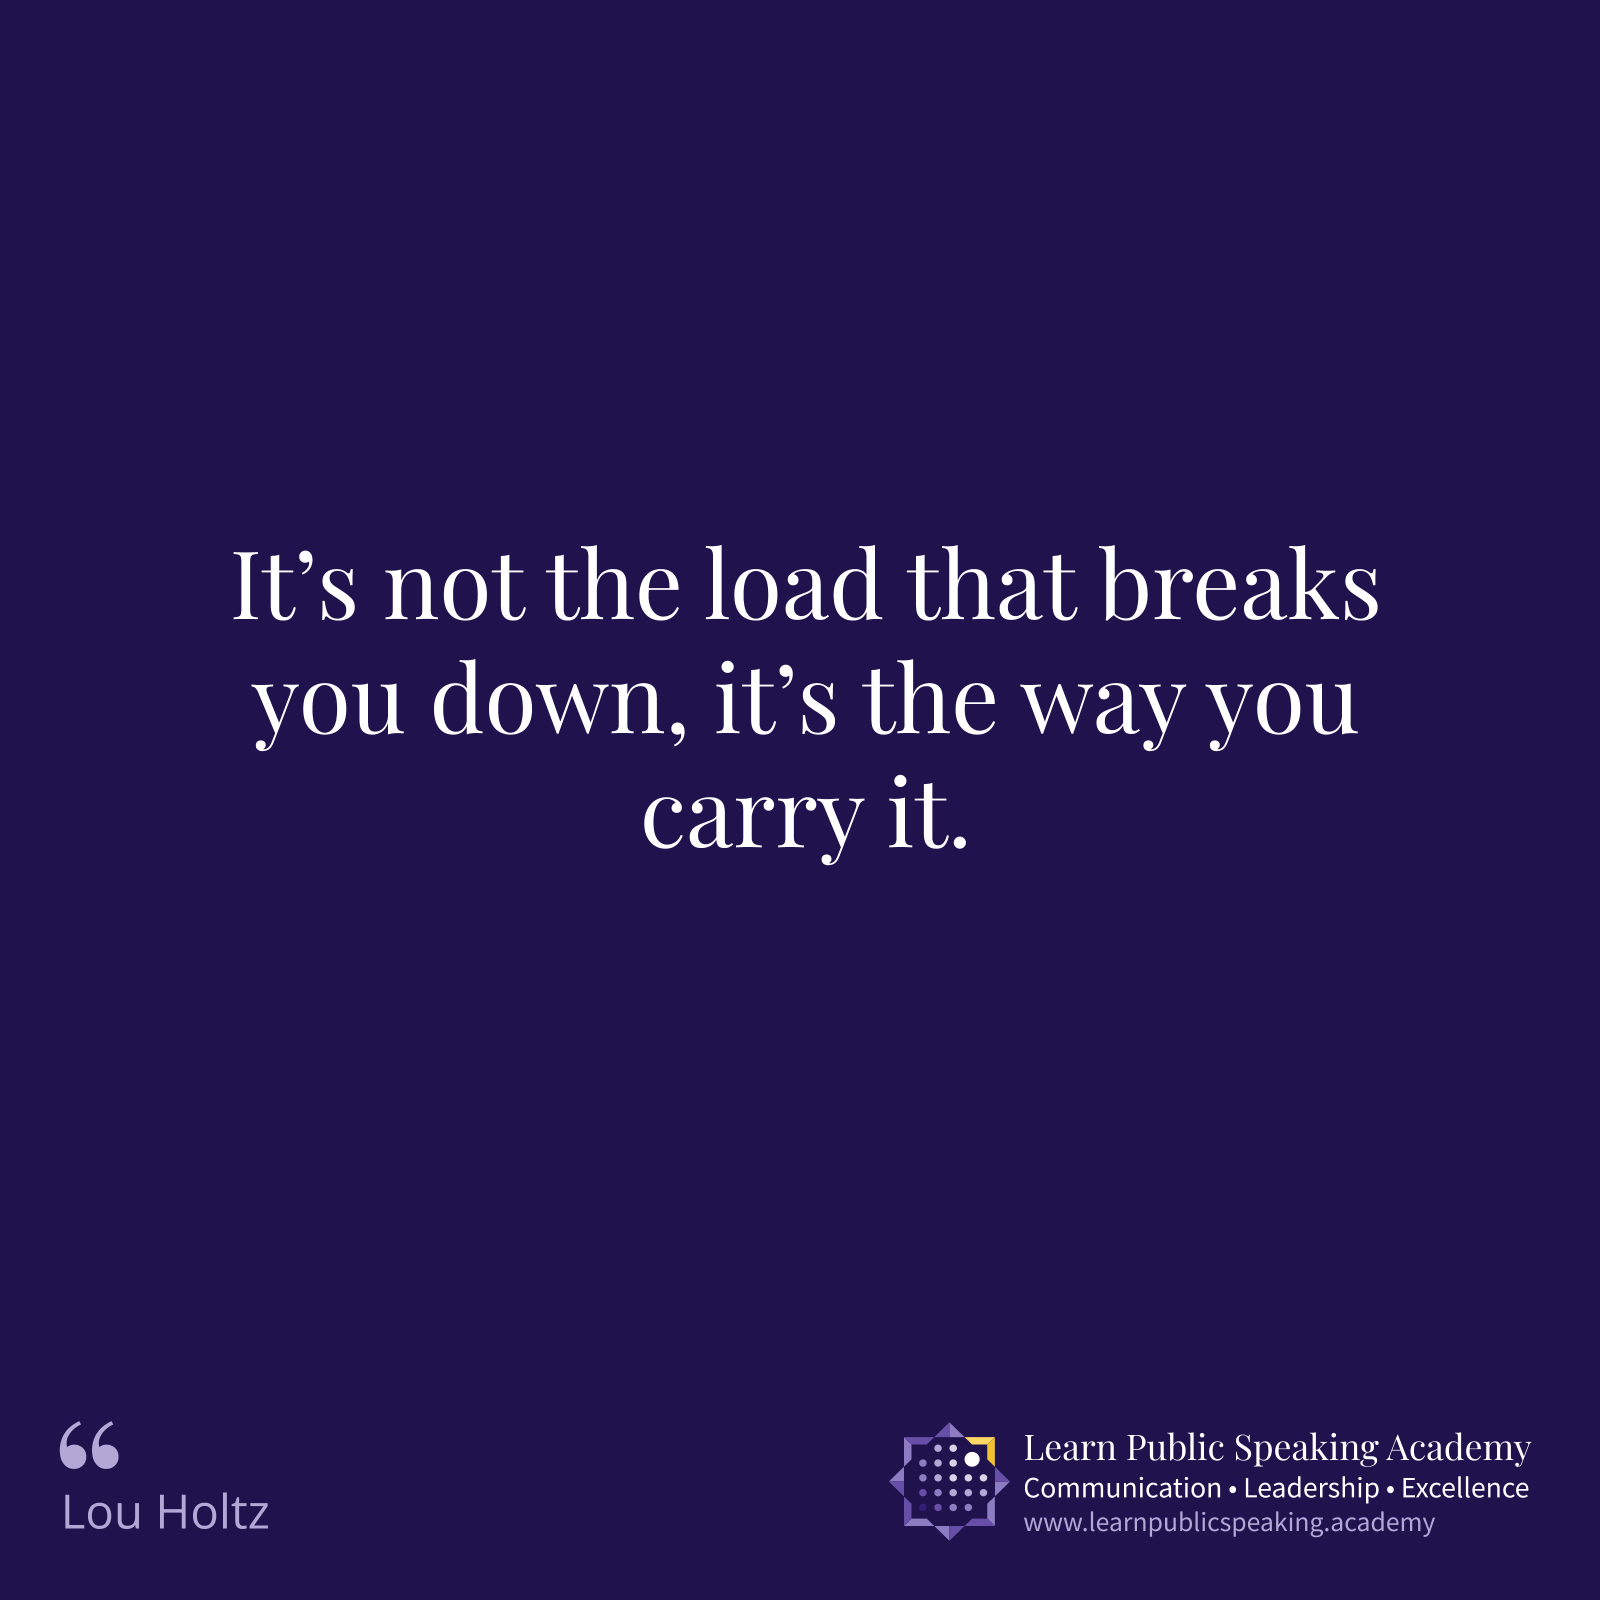 It’s not the load that breaks
you down, it’s the way you
carry it.
“
Lou Holtz
Learn Public Speaking Academy
Communication • Leadership • Excellence
www.learnpublicspeaking.academy